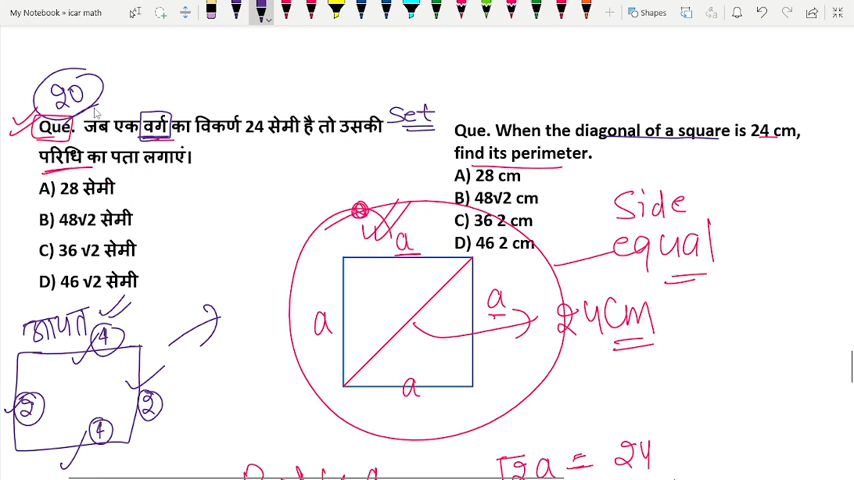 My Notebook » icar math
Shapes
20
Que. जब एक वर्ग का विकर्ण 24 सेमी है तो उसकी
परिधि का पता लगाएं।
A) 28 सेमी
B) 48√2 सेमी
C) 36 √2 सेमी
D) 46 √2 सेमी
set
Que. When the diagonal of a square is 24 cm,
find its perimeter.
A) 28 cm
B) 48√2 cm
C) 36 2 cm
D) 46 2 cm
Side
equal
a
a
a
a
24cm
आयत
4
2
2
4
√2a = 24